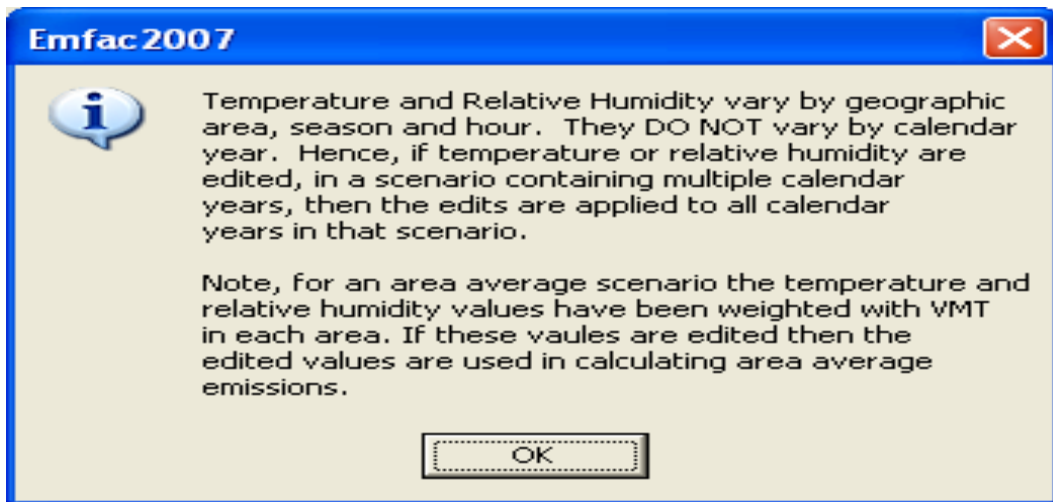 Emfac2007
Temperature and Relative Humidity vary by geographic
area, season and hour.  They DO NOT vary by calendar
year.  Hence, if temperature or relative humidity are
edited, in a scenario containing multiple calendar
years, then the edits are applied to all calendar
years in that scenario.
Note, for an area average scenario the temperature and
relative humidity values have been weighted with VMT
in each area. If these vaules are edited then the
edited values are used in calculating area average
emissions.
OK